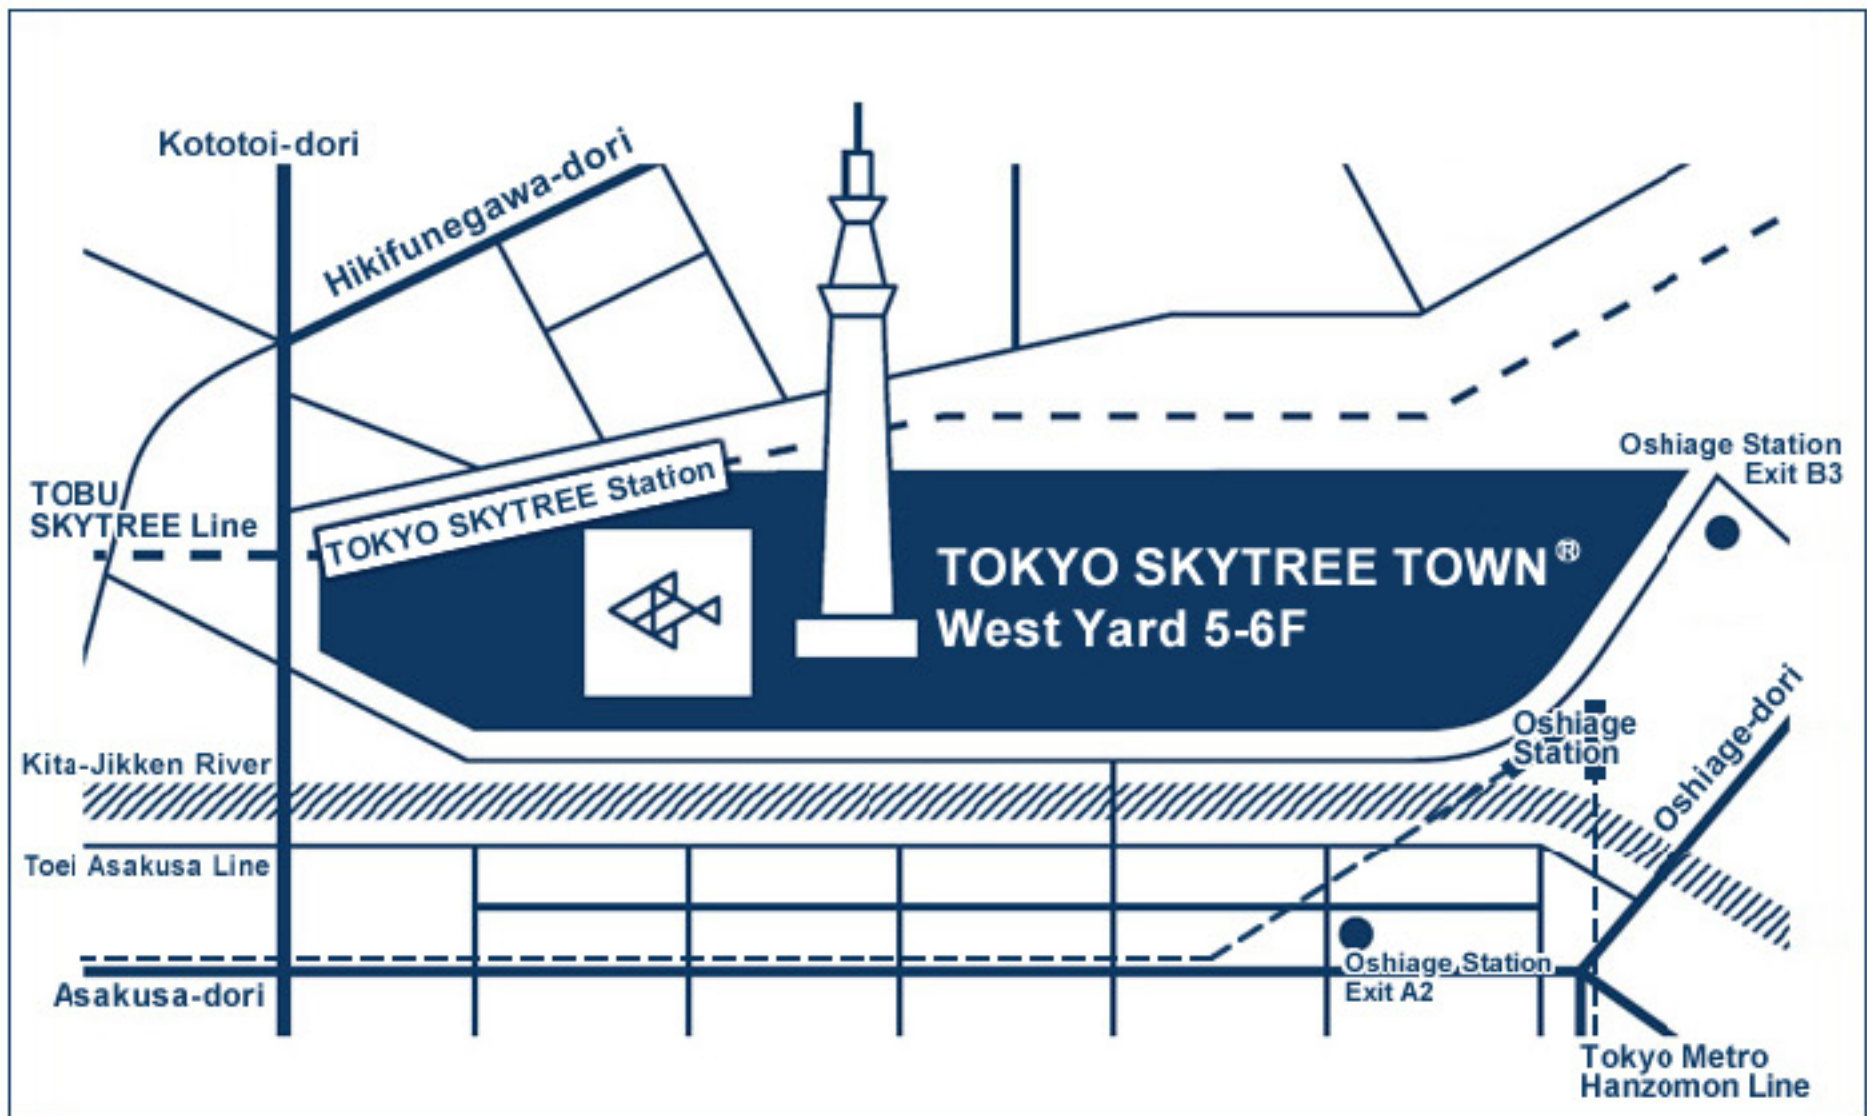 Kototoi-dori
Hikifunegawa-dori
Oshiage Station
Exit B3
TOBU
SKYTREE Line
TOKYO SKYTREE Station
TOKYO SKYTREE TOWN®
West Yard 5-6F
Oshiage
Station
Oshiage-dori
Kita-Jikken River
Toei Asakusa Line
Oshiage Station
Exit A2
Asakusa-dori
Tokyo Metro
Hanzomon Line